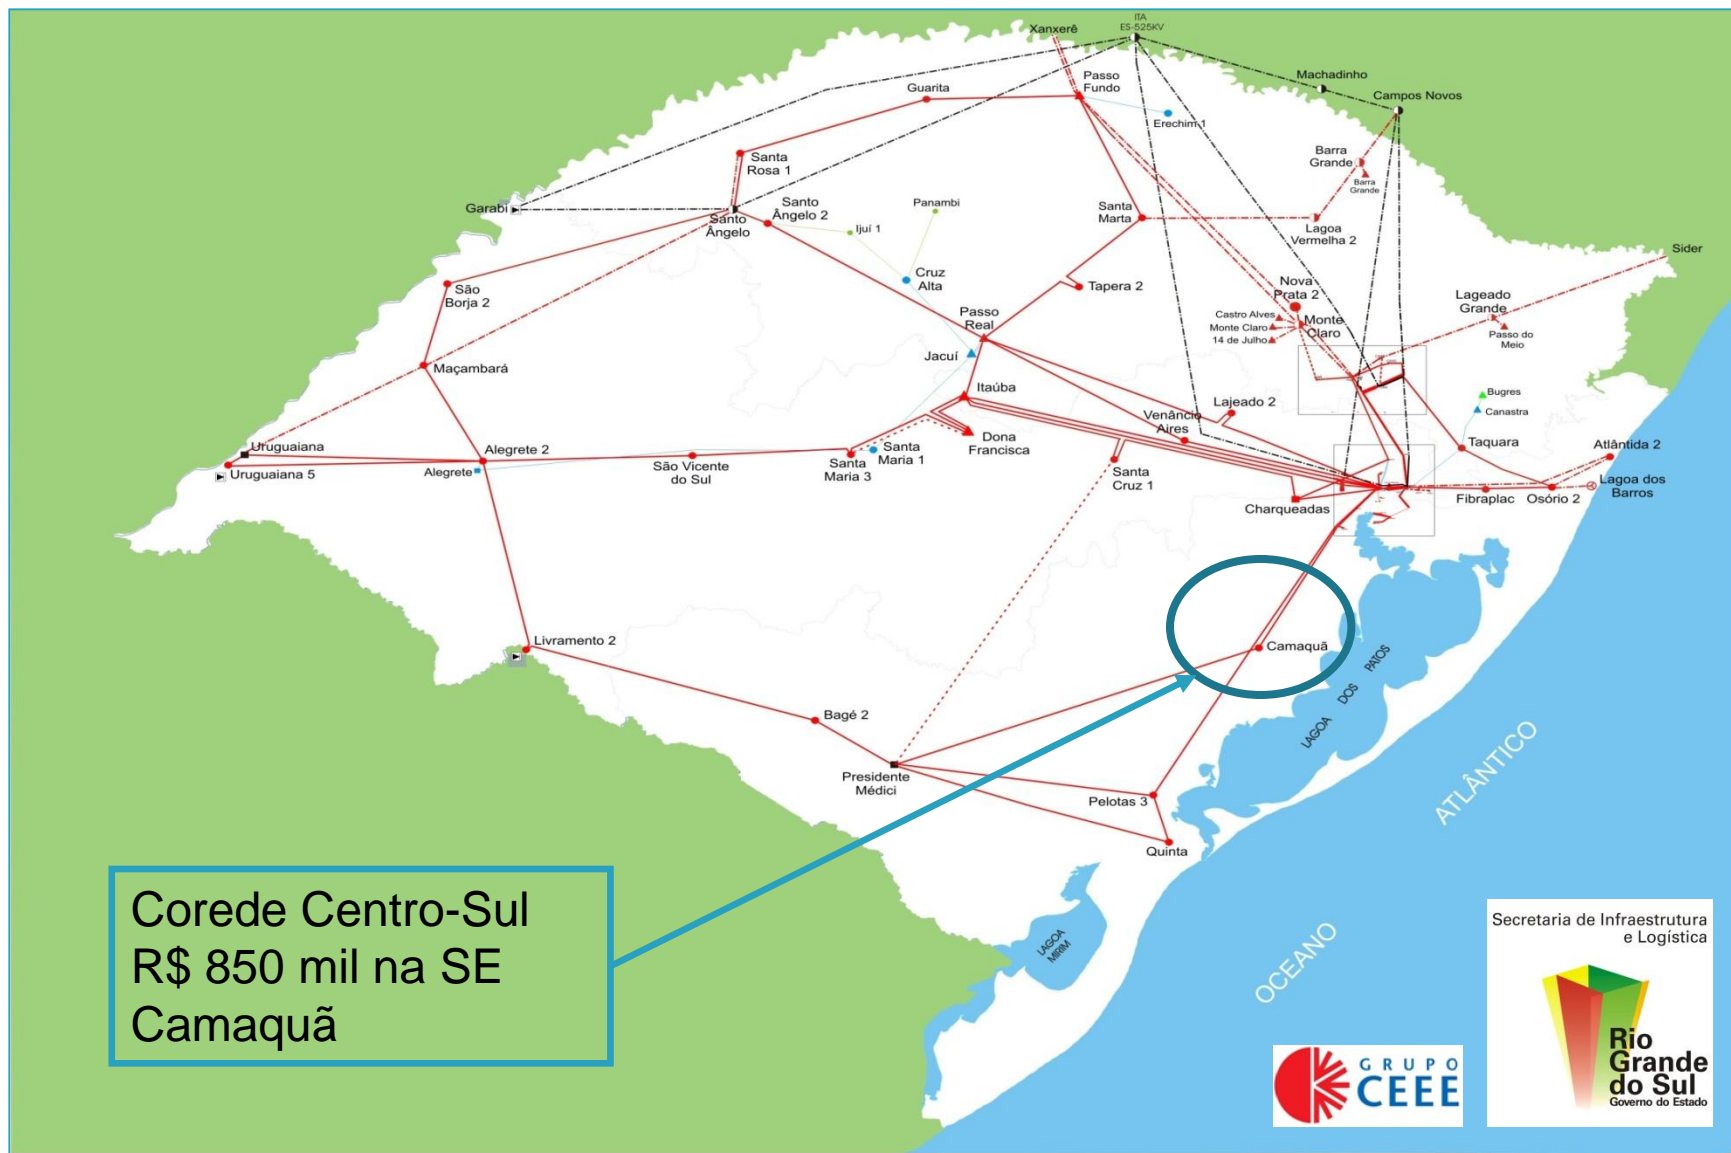 ITA
ES-525KV
Xanxerê
Machadinho
Passo
Fundo
Guarita
Campos Novos
Erechim 1
Barra
Grande
Barra
Grande
Santa
Rosa 1
Garabi
Santo
Ângelo
Santo
Ângelo 2
Panambi
Ijuí 1
Santa
Marta
Lagoa
Vermelha 2
Sider
São
Borja 2
Cruz
Alta
Tapera 2
Nova
Prata 2
Lageado
Grande
Castro Alves
Monte Claro
14 de Julho
Monte
Claro
Passo do
Meio
Passo
Real
Jacuí
Maçambará
Itaúba
Bugres
Canastra
Lajeado 2
Venâncio
Aires
Dona
Francisca
Taquara
Atlântida 2
Uruguaiana
Uruguaiana 5
Alegrete 2
Alegrete
São Vicente
do Sul
Santa
Maria 3
Santa
Maria 1
Santa
Cruz 1
Charqueadas
Fibraplac
Osório 2
Lagoa dos
Barros
Livramento 2
Camaquã
LAGOA DOS PATOS
Bagé 2
Presidente
Médici
Pelotas 3
Quinta
LAGOA
MIRIM
OCEANO ATLÂNTICO
Corede Centro-Sul
R$ 850 mil na SE
Camaquã
GRUPO
CEEE
Secretaria de Infraestrutura
e Logística
Rio
Grande
do Sul
Governo do Estado